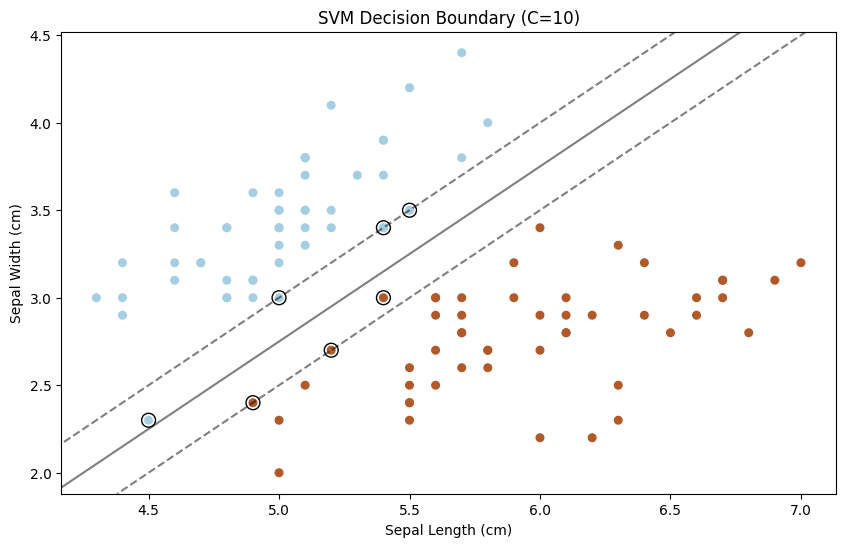 SVM Decision Boundary (C=10)
4.5
4.0
3.5
3.0
2.5
2.0
Sepal Width (cm)
4.5 5.0 5.5 6.0 6.5 7.0
Sepal Length (cm)